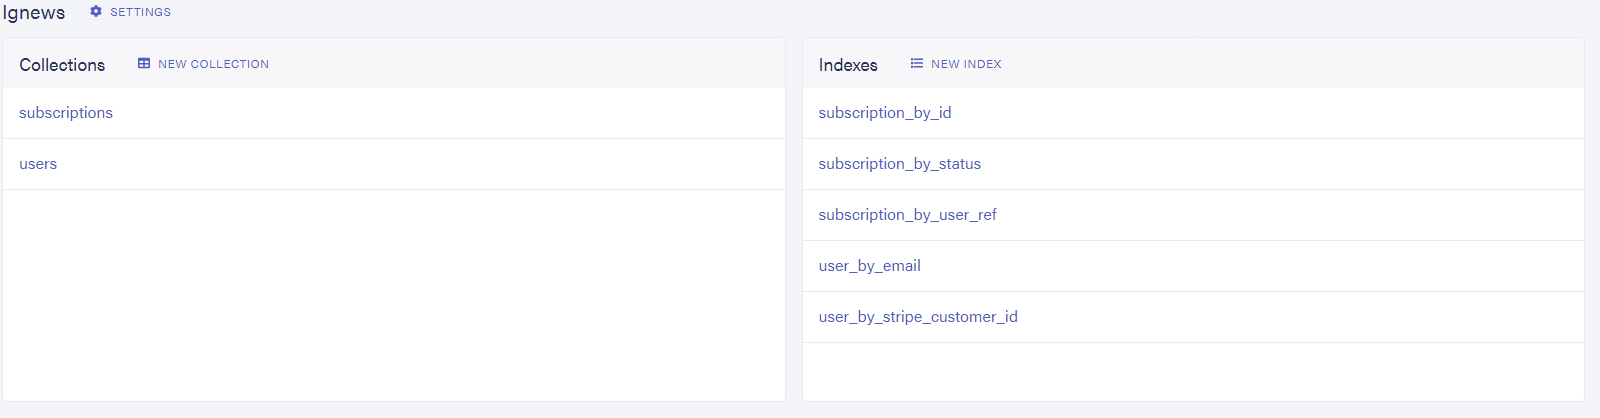 Ignews SETTINGS
Collections NEW COLLECTION
subscriptions
users
Indexes NEW INDEX
subscription_by_id
subscription_by_status
subscription_by_user_ref
user_by_email
user_by_stripe_customer_id